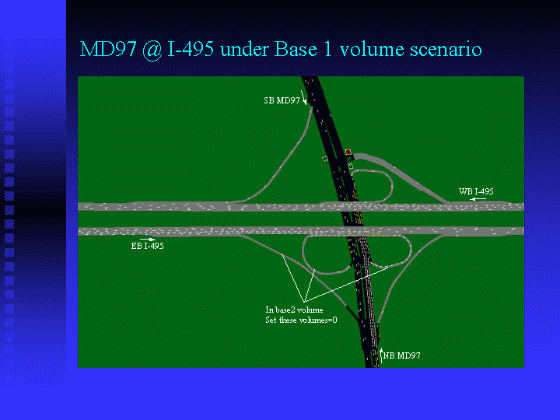 MD97 @ I-495 under Base 1 volume scenario
SB MD97
WB I-495
EB I-495
In base2 volume
Set these volumes=0
NB MD97